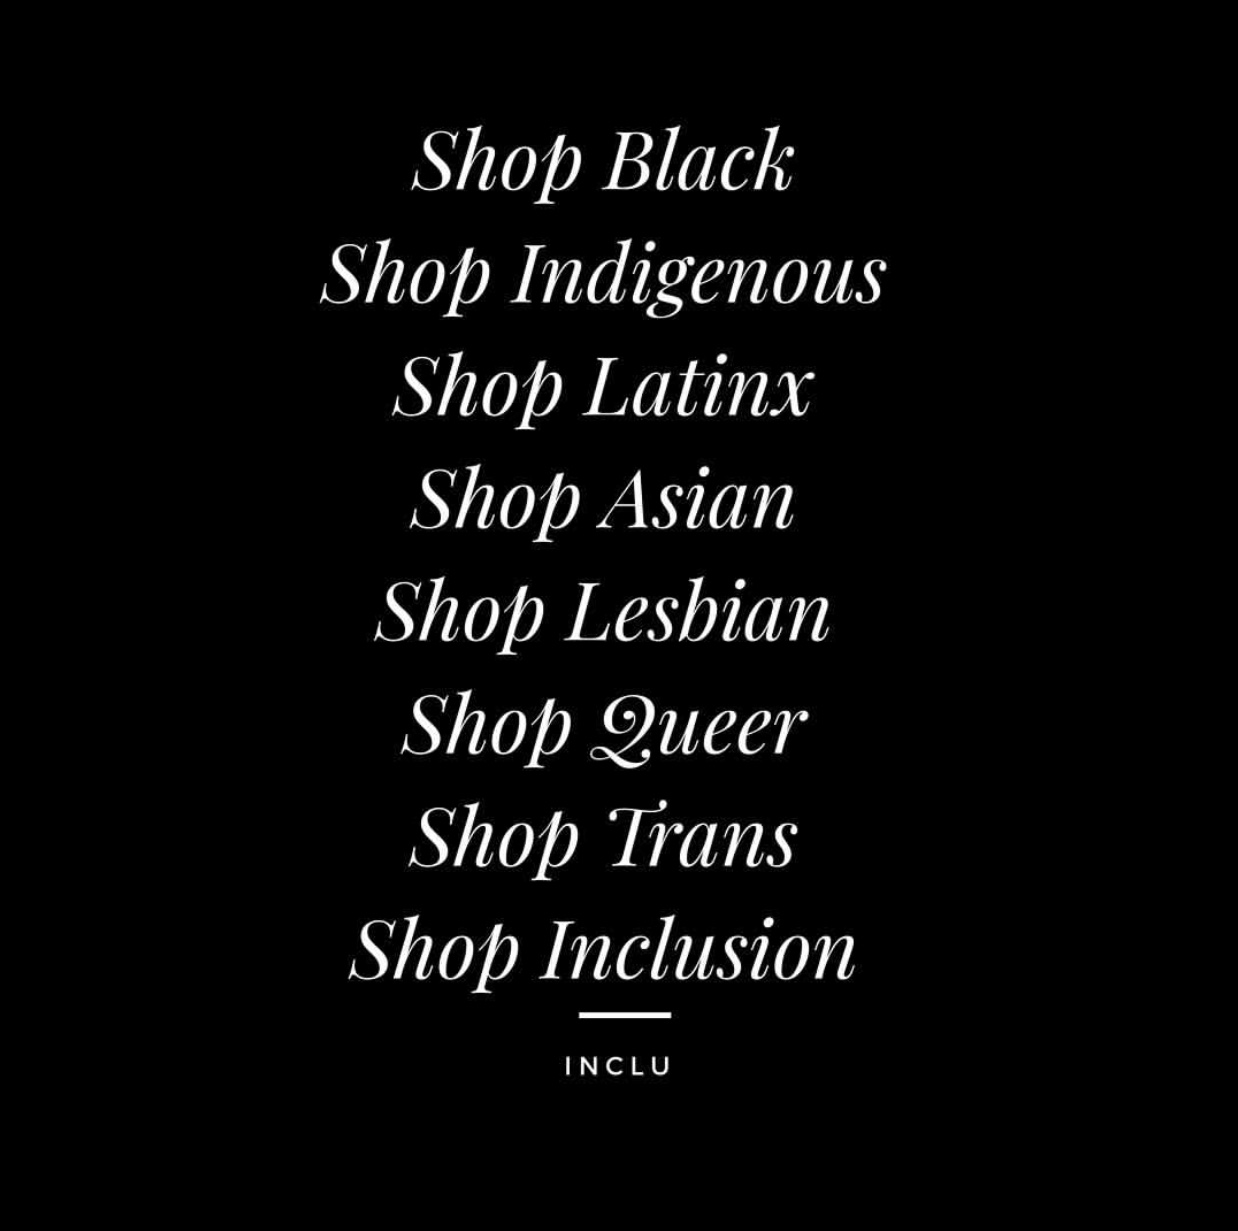 Shop Black
Shop Indigenous
Shop Latinx
Shop Asian
Shop Lesbian
Shop Queer
Shop Trans
Shop Inclusion
INCLU